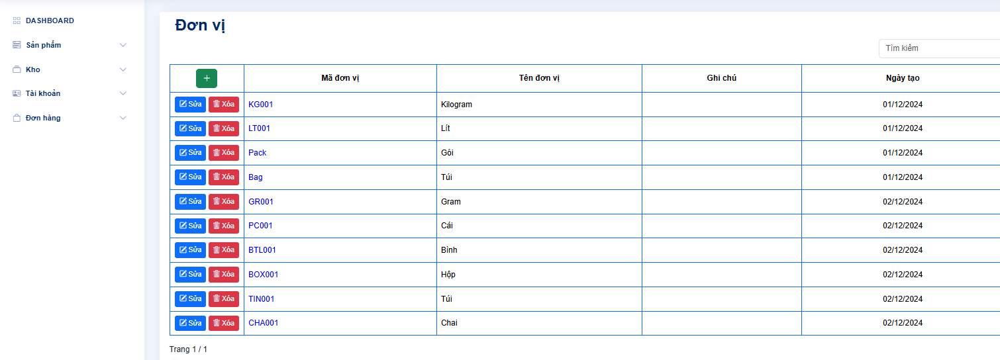 DASHBOARD
Sản phẩm
Kho
Tài khoản
Đơn hàng
Đơn vị
Tìm kiếm
+ Mã đơn vị Tên đơn vị Ghi chú Ngày tạo
Sửa Xóa KG001 Kilogram 01/12/2024
Sửa Xóa LT001 Lít 01/12/2024
Sửa Xóa Pack Gói 01/12/2024
Sửa Xóa Bag Túi 01/12/2024
Sửa Xóa GR001 Gram 02/12/2024
Sửa Xóa PC001 Cái 02/12/2024
Sửa Xóa BTL001 Bình 02/12/2024
Sửa Xóa BOX001 Hộp 02/12/2024
Sửa Xóa TIN001 Túi 02/12/2024
Sửa Xóa CHA001 Chai 02/12/2024
Trang 1 / 1